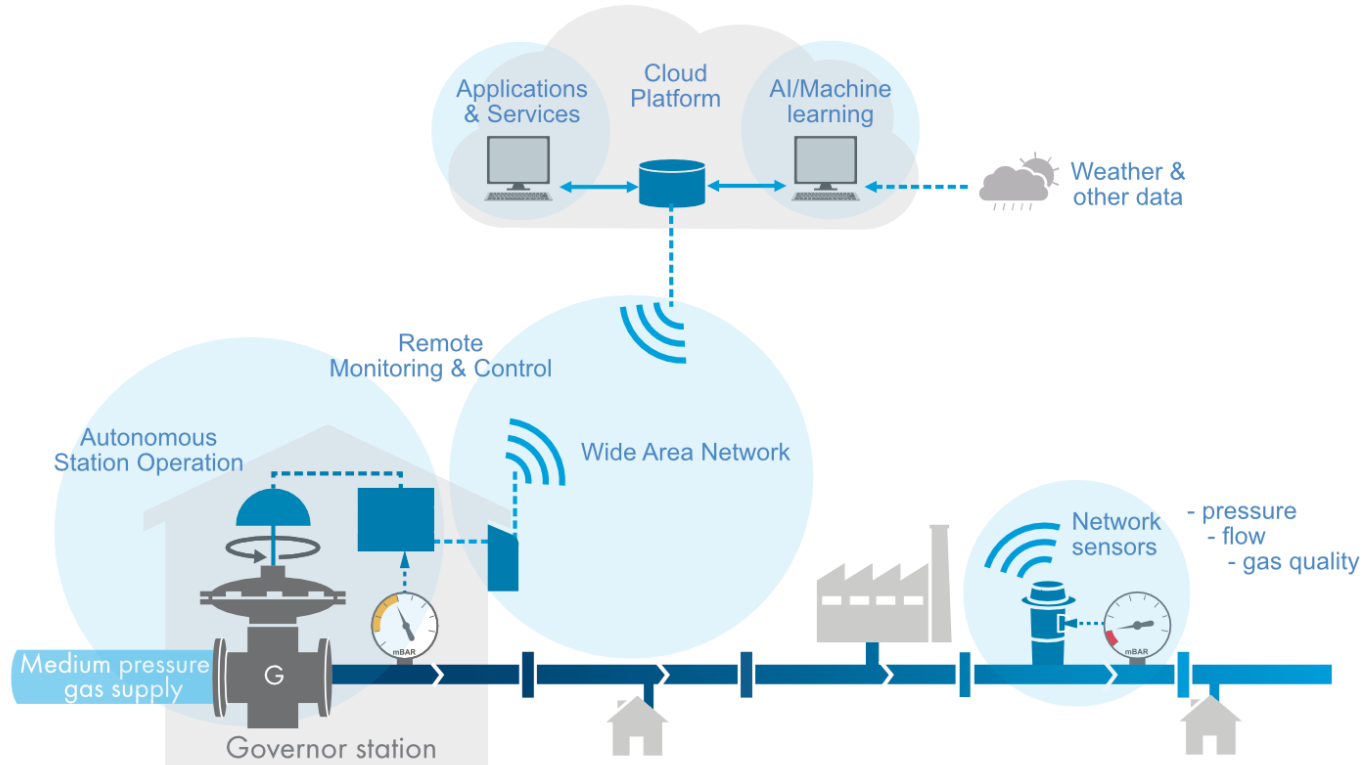 Applications
& Services
Cloud
Platform
AI/Machine
learning
Weather &
other data
Remote
Monitoring & Control
Autonomous
Station Operation
Wide Area Network
Network
sensors
- pressure
- flow
- gas quality
mBAR
mBAR
Medium pressure
gas supply
G
Governor station